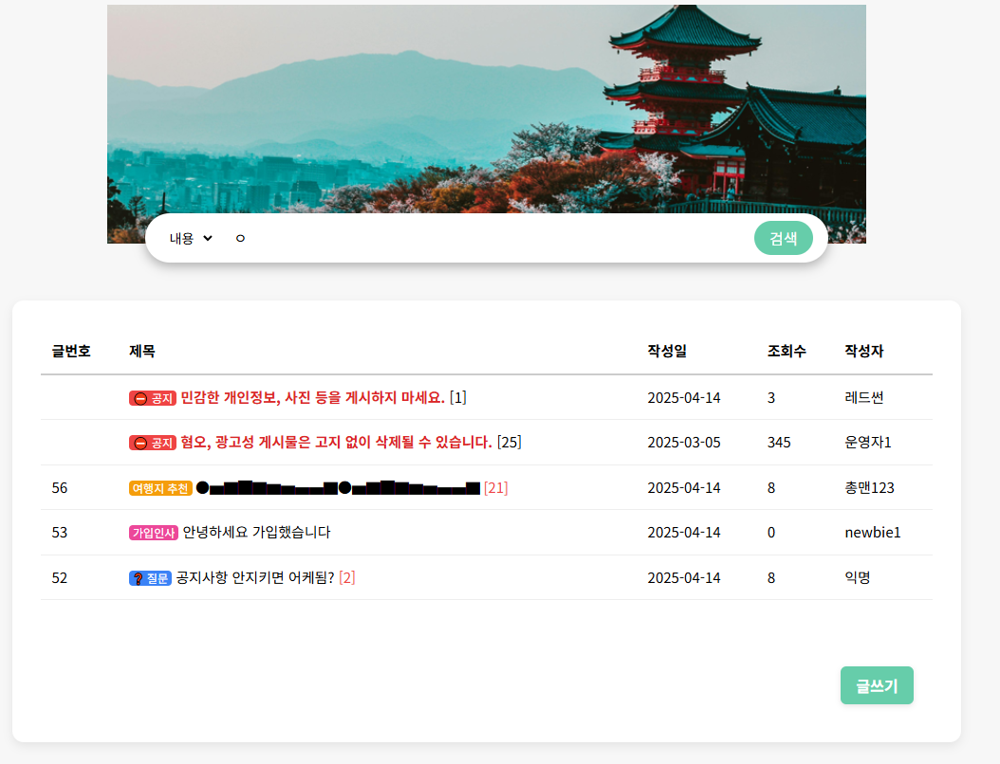 내용 ㅇ 검색
글번호 제목 작성일 조회수 작성자
⛔ 공지 민감한 개인정보, 사진 등을 게시하지 마세요. [1] 2025-04-14 3 레드썬
⛔ 공지 혐오, 광고성 게시물은 고지 없이 삭제될 수 있습니다. [25] 2025-03-05 345 운영자1
56 여행지 추천 [21] 2025-04-14 8 총맨123
53 가입인사 안녕하세요 가입했습니다 2025-04-14 0 newbie1
52 ❓ 질문 공지사항 안지키면 어케됨? [2] 2025-04-14 8 익명
글쓰기